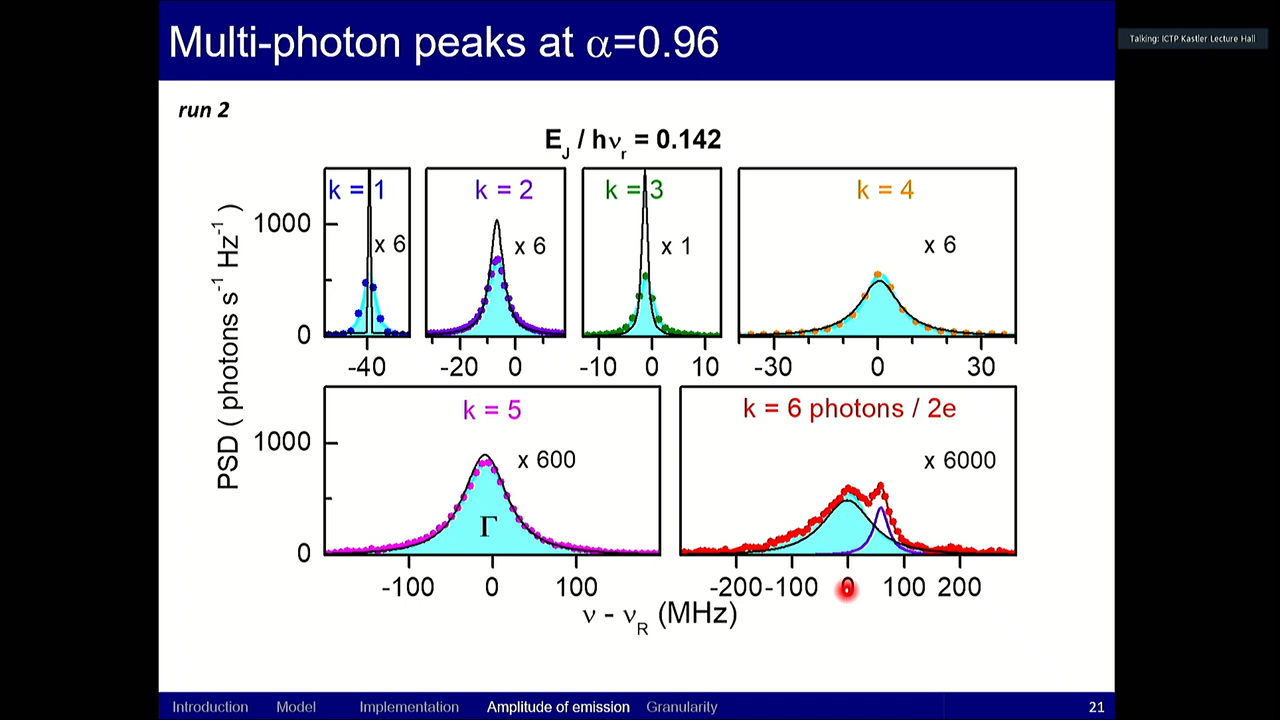 Multi-photon peaks at α=0.96
Talking: ICTP Kastler Lecture Hall
run 2
E_J / hν_r = 0.142
k = 1
k = 2
k = 3
k = 4
x 6
x 6
x 1
x 6
1000
0
-40
-20 0
-10 0 10
-30 0 30
PSD ( photons s⁻¹ Hz⁻¹ )
k = 5
k = 6 photons / 2e
x 600
x 6000
1000
Γ
0
-100 0 100
-200 -100 0 100 200
ν - ν_R (MHz)
Introduction Model Implementation Amplitude of emission Granularity 21